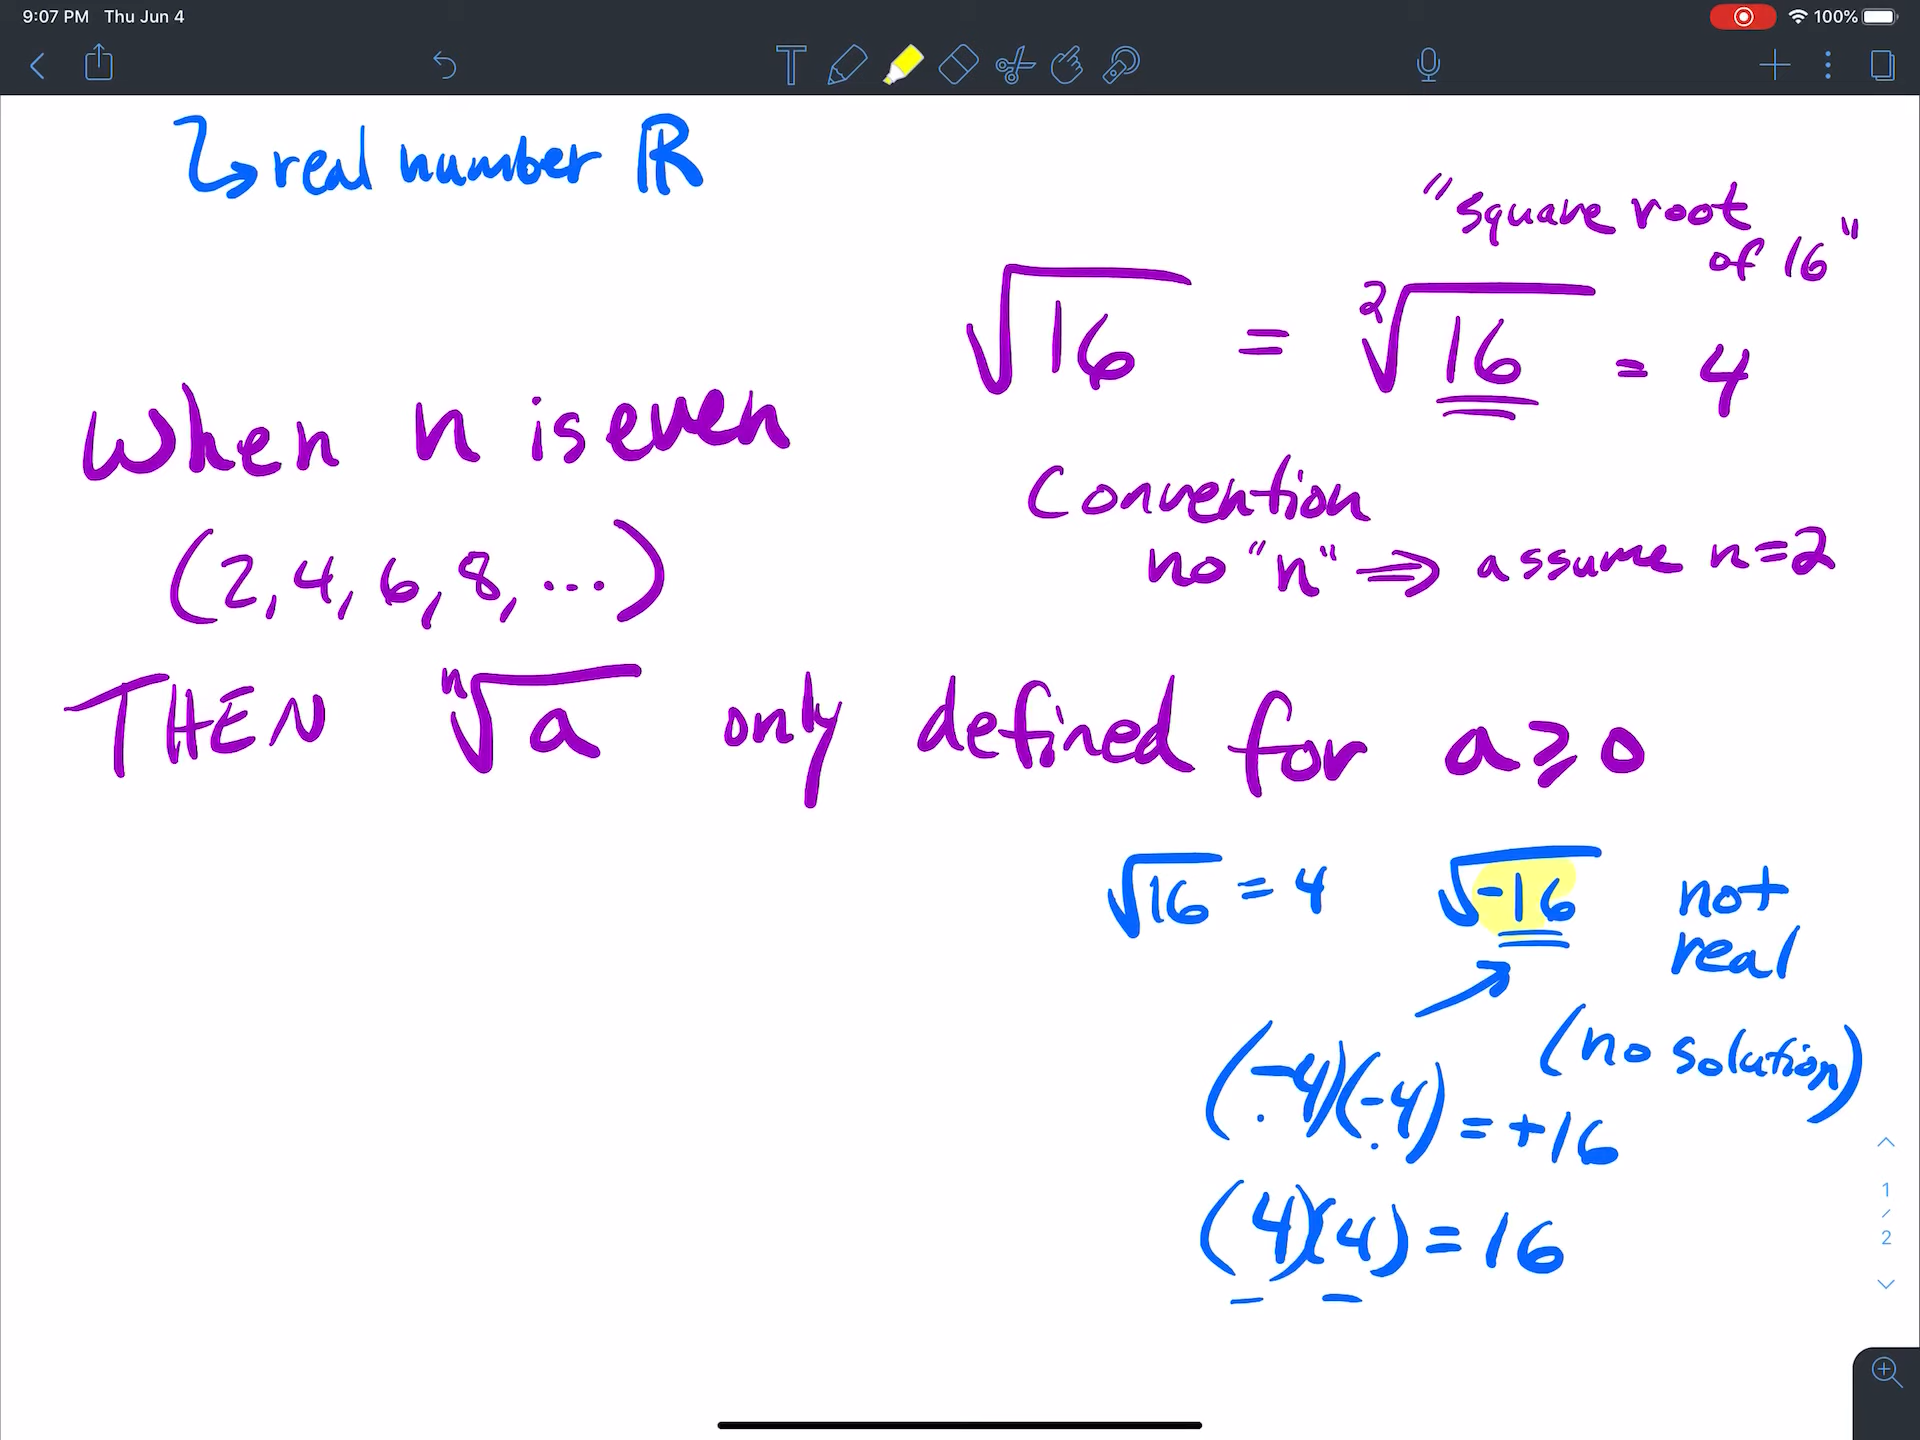 9:07 PM Thu Jun 4
100%
T
↳ real number ℝ
"square root
of 16"
√16 = ²√16 = 4
When n is even
(2, 4, 6, 8, ...)
Convention
no "n" ⇒ assume n=2
THEN ⁿ√a only defined for a ≥ 0
√16 = 4 √-16 not
real
(no solution)
(-4)(-4) = +16
(4)(4) = 16
1
/
2